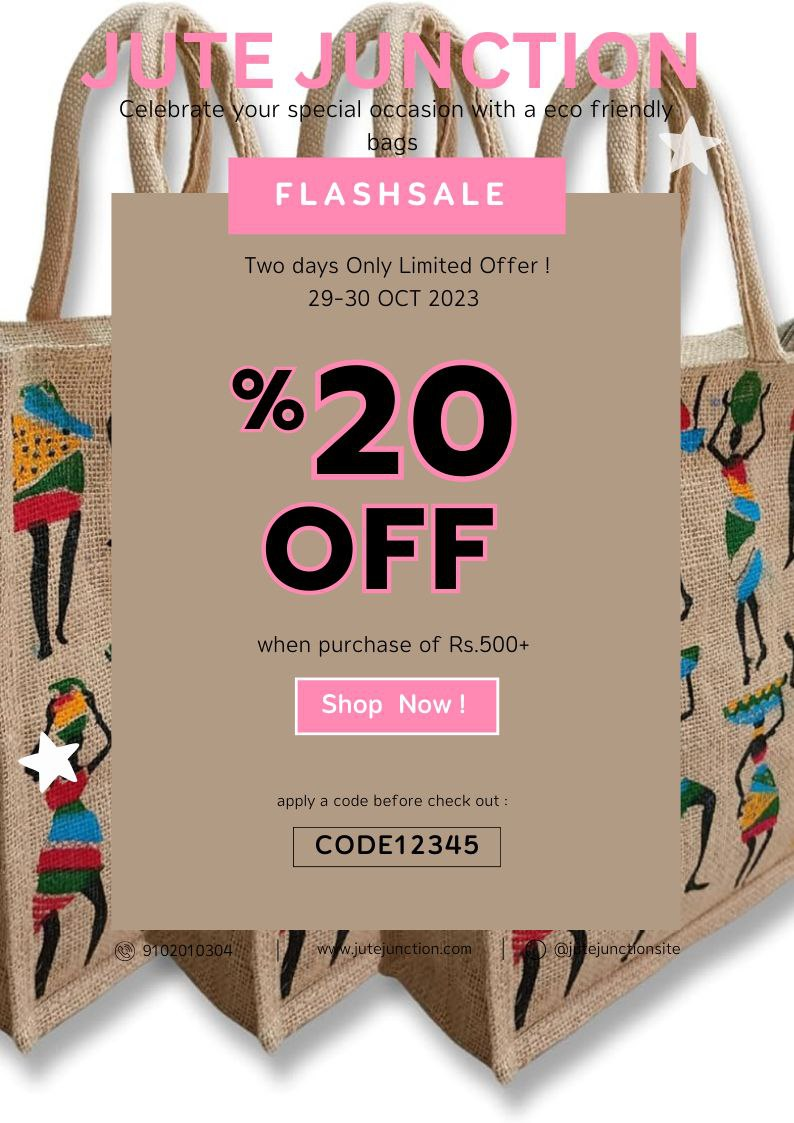 JUTE JUNCTION
Celebrate your special occasion with a eco friendly
bags
FLASHSALE
Two days Only Limited Offer !
29-30 OCT 2023
%20
OFF
when purchase of Rs.500+
Shop Now !
apply a code before check out :
CODE12345
9102010304 | www.jutejunction.com | @jutejunctionsite